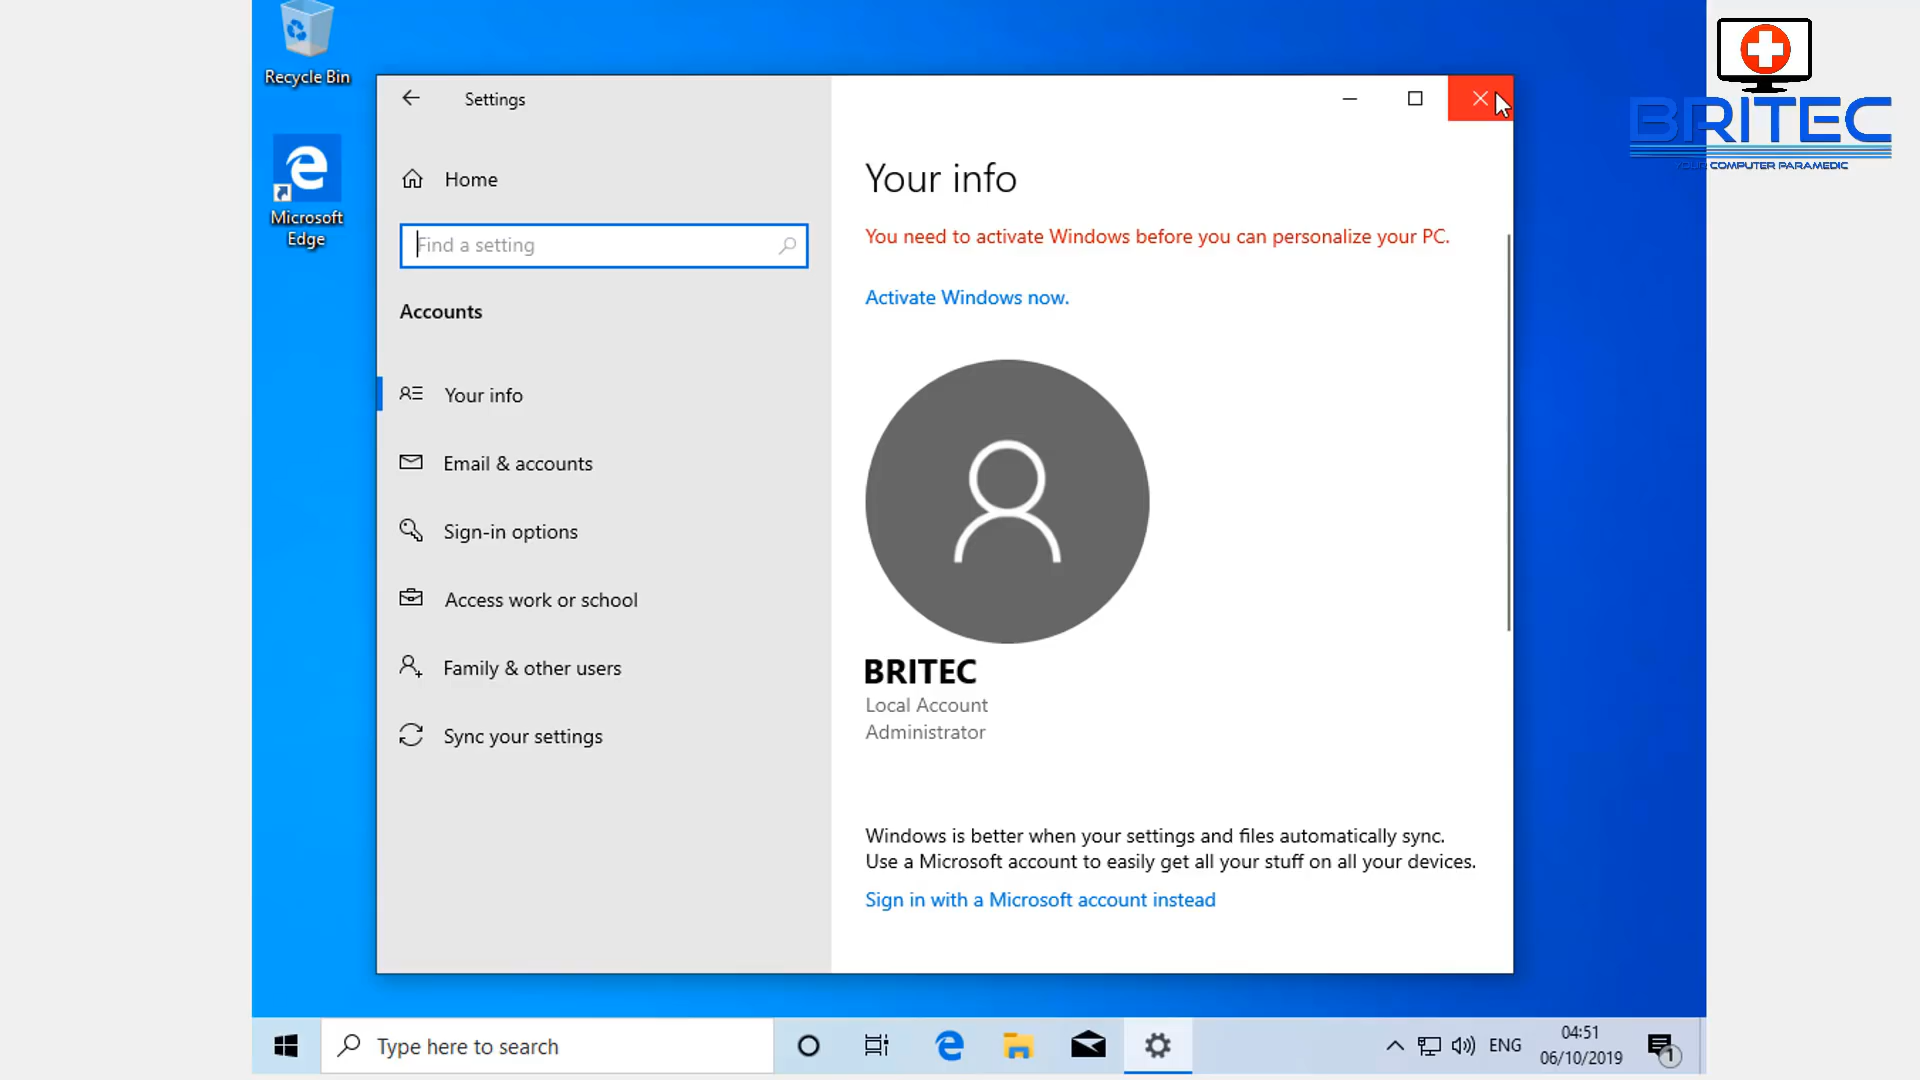 Recycle Bin
Microsoft
Edge
Settings
Home
Find a setting
Accounts
Your info
Email & accounts
Sign-in options
Access work or school
Family & other users
Sync your settings
Your info
You need to activate Windows before you can personalize your PC.
Activate Windows now.
BRITEC
Local Account
Administrator
Windows is better when your settings and files automatically sync.
Use a Microsoft account to easily get all your stuff on all your devices.
Sign in with a Microsoft account instead
BRITEC
YOUR COMPUTER PARAMEDIC
Type here to search
ENG
04:51
06/10/2019
1